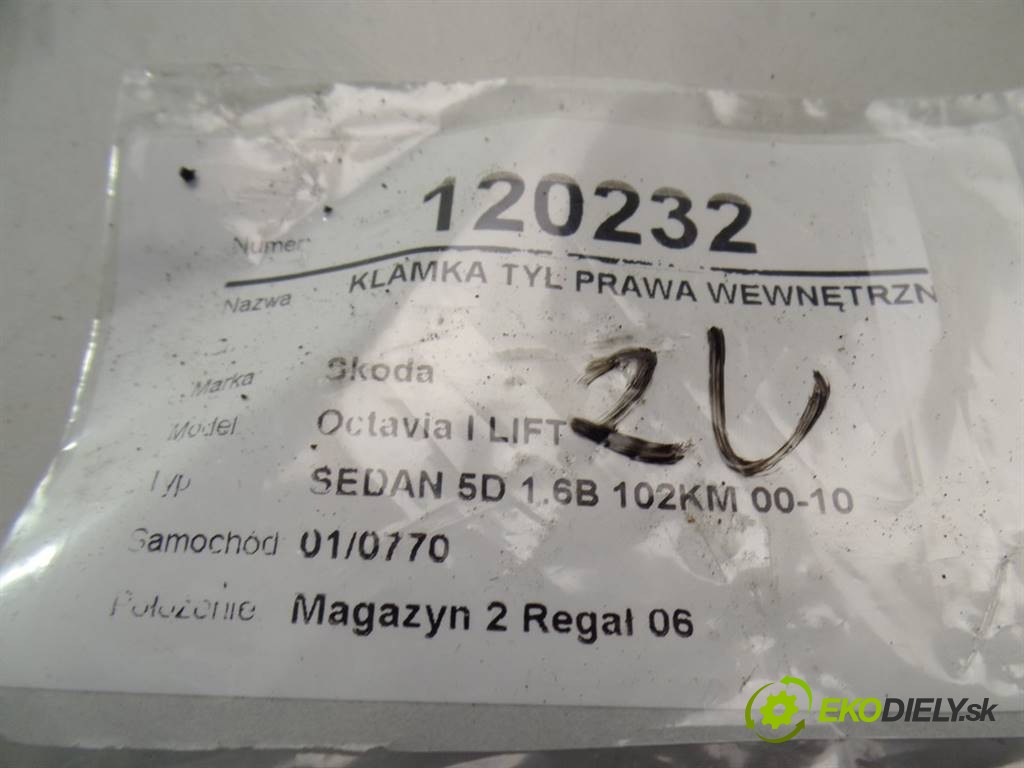 Numer 120232
Nazwa KLAMKA TYL PRAWA WEWNĘTRZN
Marka Skoda
Model Octavia I LIFT 2U
Typ SEDAN 5D 1.6B 102KM 00-10
Samochód 01/0770
Położenie Magazyn 2 Regał 06
EKODIELY.sk